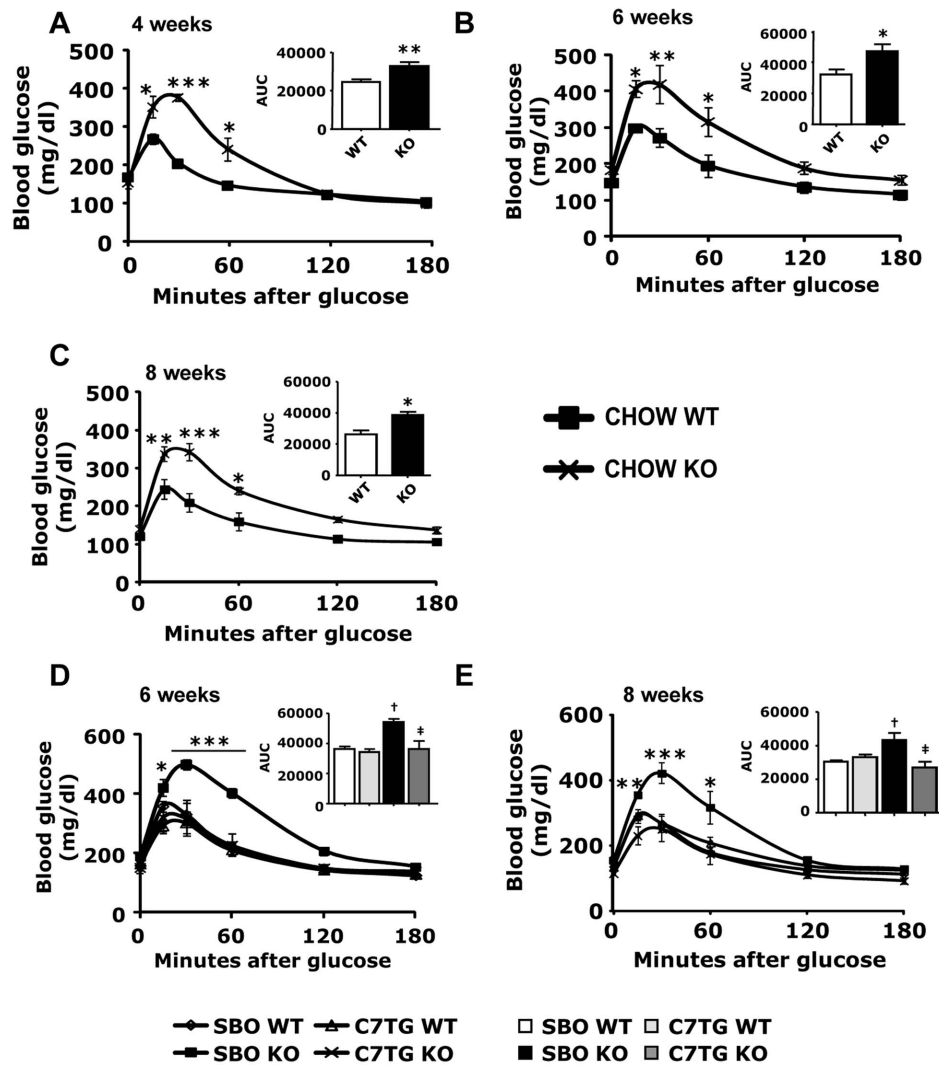 A
4 weeks
Blood glucose
(mg/dl)
500
400
300
200
100
0
* ***
*
0 60 120 180
Minutes after glucose
AUC
40000
20000
0
**
WT KO
B
6 weeks
Blood glucose
(mg/dl)
500
400
300
200
100
0
* **
*
0 60 120 180
Minutes after glucose
AUC
60000
40000
20000
0
*
WT KO
C
8 weeks
Blood glucose
(mg/dl)
500
400
300
200
100
0
** ***
*
0 60 120 180
Minutes after glucose
AUC
60000
40000
20000
0
*
WT KO
CHOW WT
CHOW KO
D
6 weeks
Blood glucose
(mg/dl)
600
400
200
0
* ***
0 60 120 180
Minutes after glucose
AUC
60000
40000
20000
0
† ‡
E
8 weeks
Blood glucose
(mg/dl)
600
400
200
0
** ***
*
0 60 120 180
Minutes after glucose
AUC
60000
40000
20000
0
† ‡
SBO WT C7TG WT
SBO KO C7TG KO
SBO WT C7TG WT
SBO KO C7TG KO